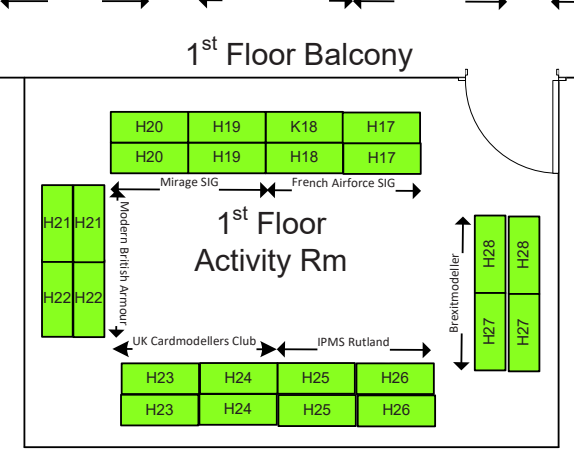 1st Floor Balcony
H20 H19 K18 H17
H20 H19 H18 H17
Mirage SIG French Airforce SIG
H21 H21
H22 H22
Modern British Armour
1st Floor
Activity Rm
Brexitmodeller
H28 H28
H27 H27
UK Cardmodellers Club IPMS Rutland
H23 H24 H25 H26
H23 H24 H25 H26